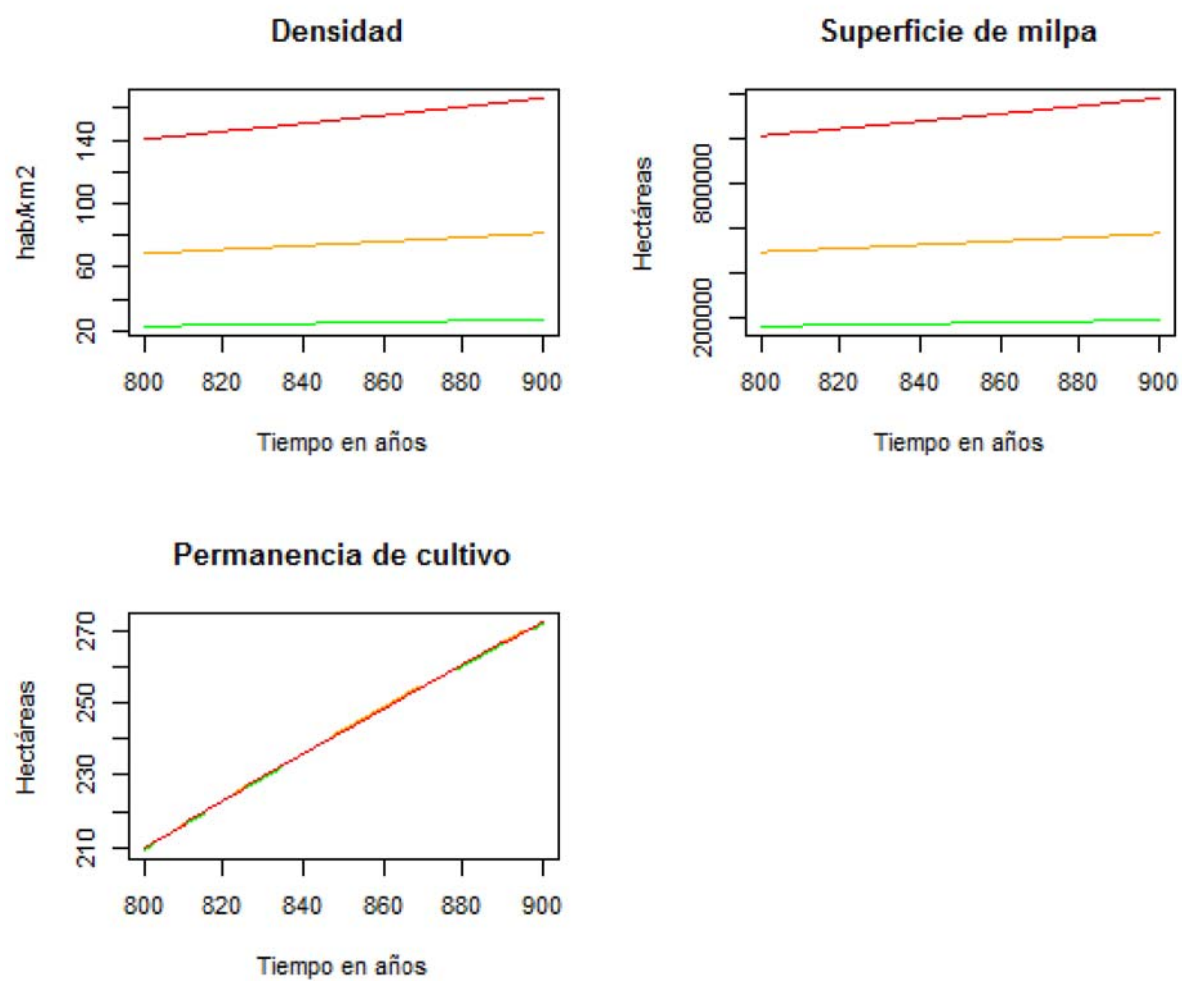 Densidad
hab/km2
140
100
60
20
800 820 840 860 880 900
Tiempo en años
Superficie de milpa
Hectáreas
8000000
2000000
800 820 840 860 880 900
Tiempo en años
Permanencia de cultivo
Hectáreas
270
250
230
210
800 820 840 860 880 900
Tiempo en años